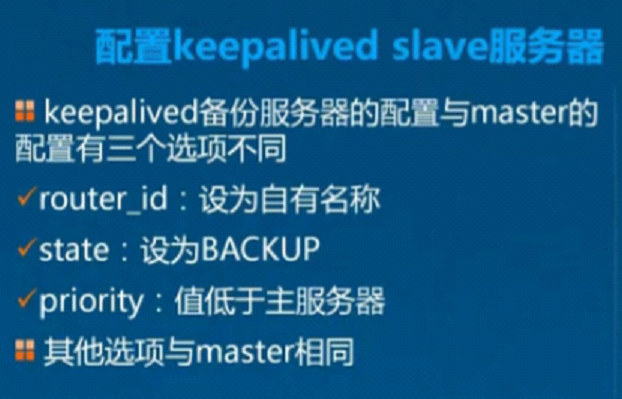 配置keepalived slave服务器
keepalived备份服务器的配置与master的
配置有三个选项不同
router_id：设为自有名称
state：设为BACKUP
priority：值低于主服务器
其他选项与master相同